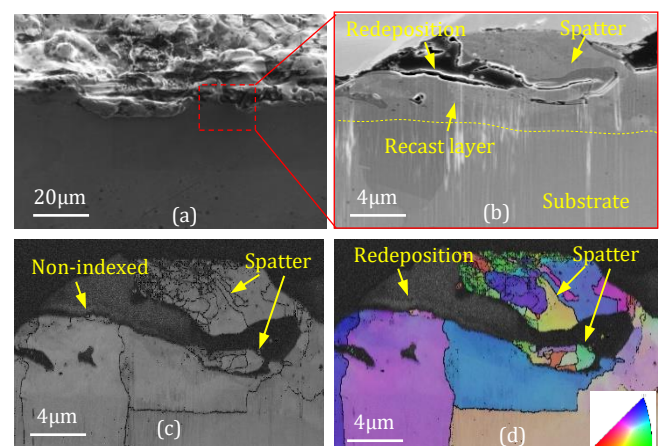 20μm
(a)
Redeposition
Spatter
Recast layer
4μm
(b)
Substrate
Non-indexed
Spatter
4μm
(c)
Redeposition
Spatter
4μm
(d)